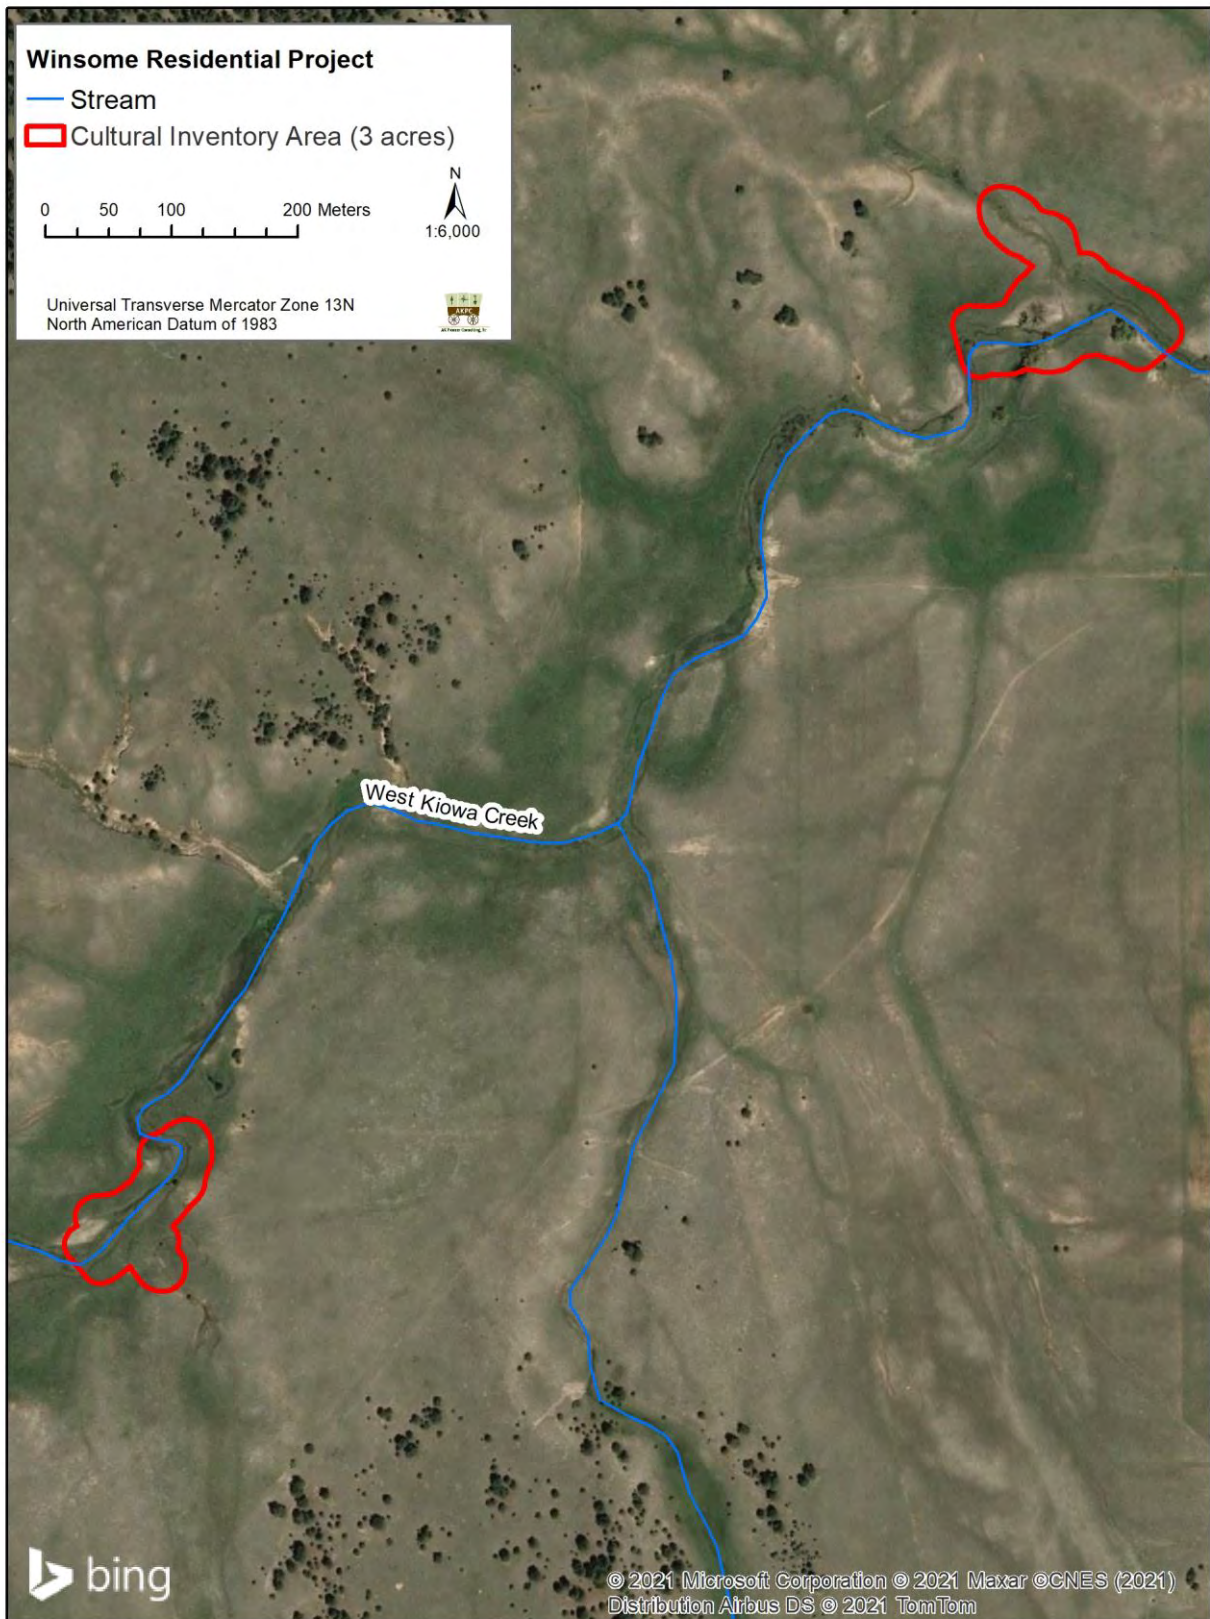 Winsome Residential Project
Stream
Cultural Inventory Area (3 acres)
N
0 50 100 200 Meters
1:6,000
Universal Transverse Mercator Zone 13N
North American Datum of 1983
AKPC
West Kiowa Creek
bing
© 2021 Microsoft Corporation © 2021 Maxar ©CNES (2021)
Distribution Airbus DS © 2021 TomTom